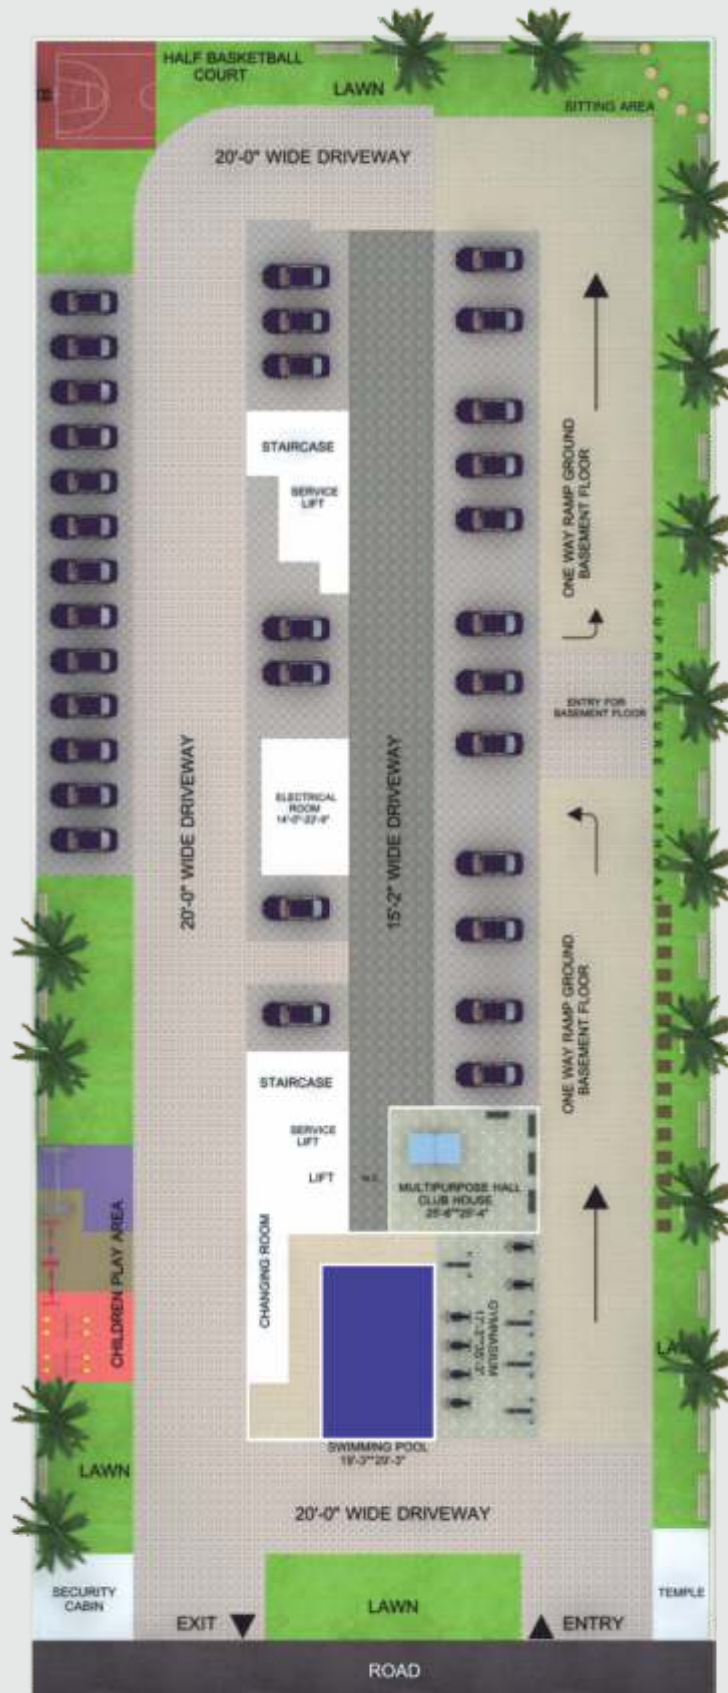 HALF BASKETBALL
COURT
LAWN
SITTING AREA
20'-0" WIDE DRIVEWAY
STAIRCASE
SERVICE
LIFT
ONE WAY RAMP GROUND
BASEMENT FLOOR
ENTRY FOR
BASEMENT FLOOR
ELECTRICAL
ROOM
20'-0" WIDE DRIVEWAY
15'-2" WIDE DRIVEWAY
ONE WAY RAMP GROUND
BASEMENT FLOOR
STAIRCASE
SERVICE
LIFT
LIFT
MULTIPURPOSE HALL
CLUB HOUSE
CHANGING ROOM
CHILDREN PLAY AREA
GYMNASIUM
SWIMMING POOL
LAWN
20'-0" WIDE DRIVEWAY
SECURITY
CABIN
TEMPLE
LAWN
EXIT
ENTRY
ROAD